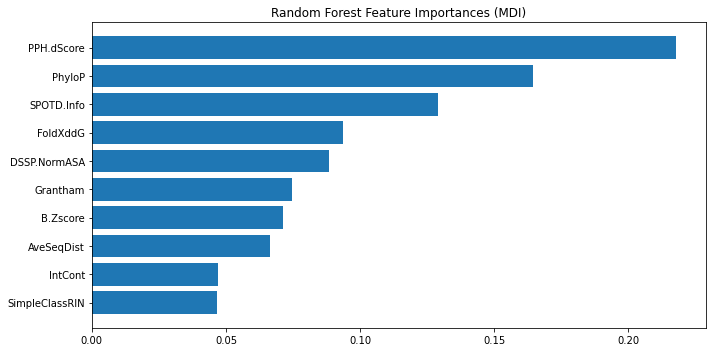 Random Forest Feature Importances (MDI)
PPH.dScore
PhyloP
SPOTD.Info
FoldXddG
DSSP.NormASA
Grantham
B.Zscore
AveSeqDist
IntCont
SimpleClassRIN
0.00 0.05 0.10 0.15 0.20